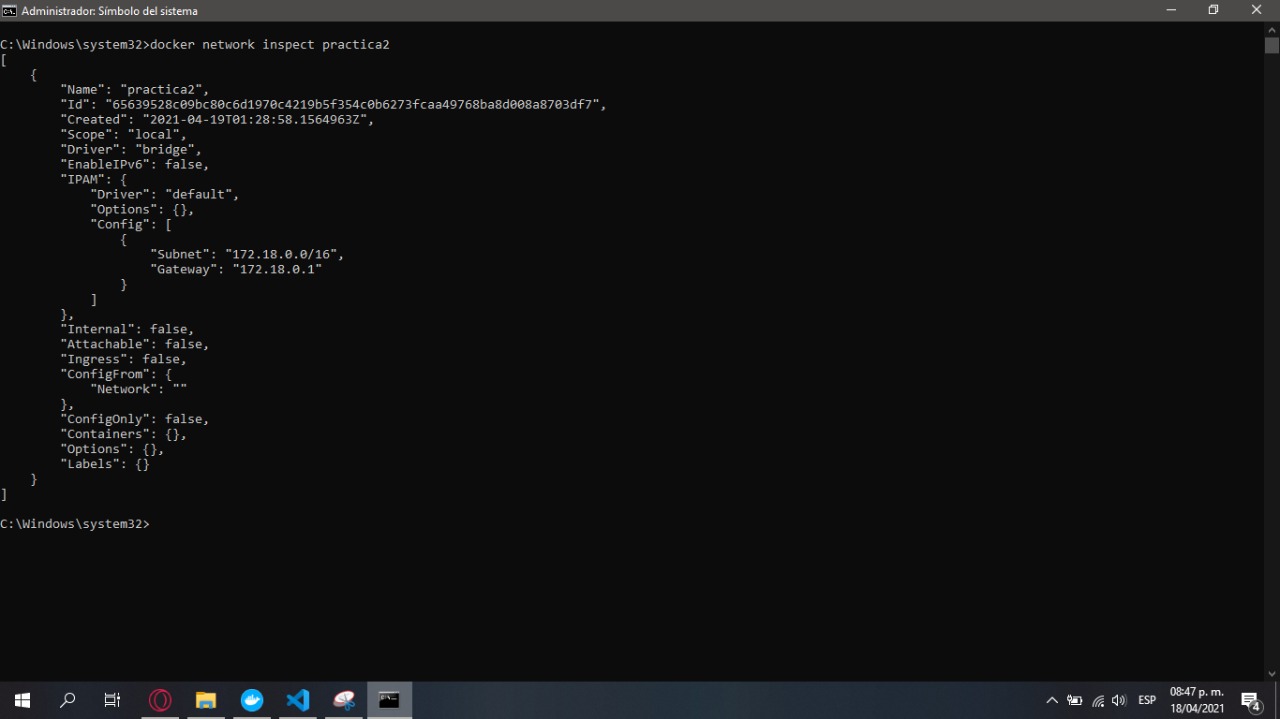 Administrador: Símbolo del sistema
C:\Windows\system32>docker network inspect practica2
[
    {
        "Name": "practica2",
        "Id": "65639528c09bc80c6d1970c4219b5f354c0b6273fcaa49768ba8d008a8703df7",
        "Created": "2021-04-19T01:28:58.1564963Z",
        "Scope": "local",
        "Driver": "bridge",
        "EnableIPv6": false,
        "IPAM": {
            "Driver": "default",
            "Options": {},
            "Config": [
                {
                    "Subnet": "172.18.0.0/16",
                    "Gateway": "172.18.0.1"
                }
            ]
        },
        "Internal": false,
        "Attachable": false,
        "Ingress": false,
        "ConfigFrom": {
            "Network": ""
        },
        "ConfigOnly": false,
        "Containers": {},
        "Options": {},
        "Labels": {}
    }
]
C:\Windows\system32>
ESP
08:47 p. m.
18/04/2021
4